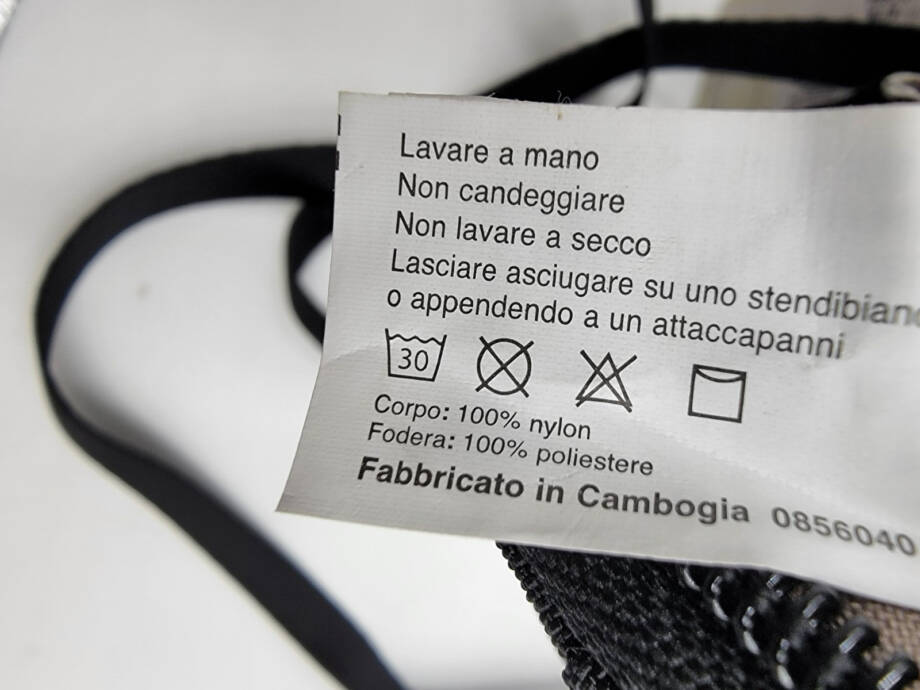 Lavare a mano
Non candeggiare
Non lavare a secco
Lasciare asciugare su uno
o appendendo a un attaccapanni
30
Corpo: 100% nylon
Fodera: 100% poliestere
Fabbricato in Cambogia 0856040